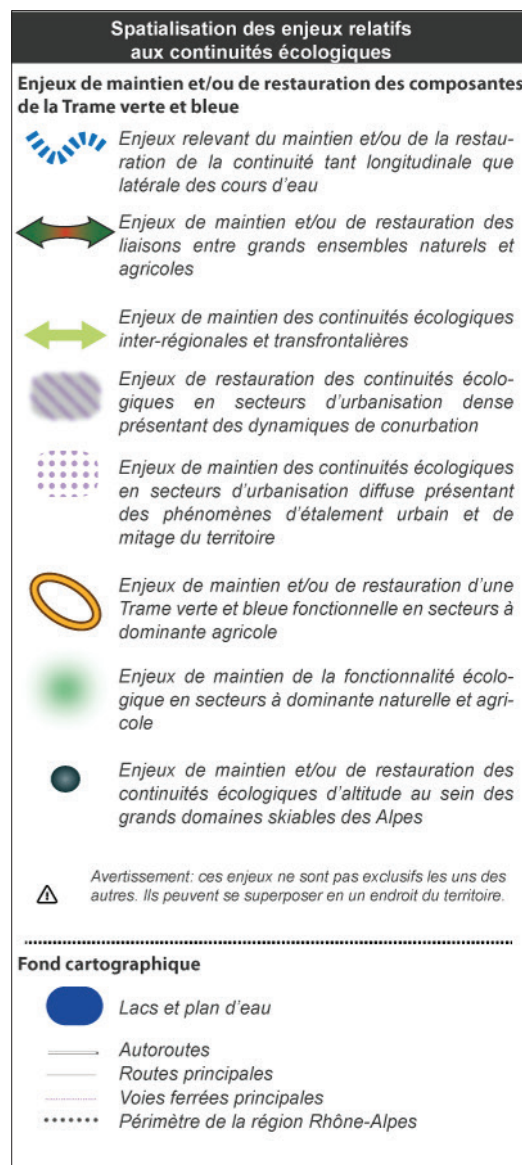 Spatialisation des enjeux relatifs
aux continuités écologiques
Enjeux de maintien et/ou de restauration des composantes
de la Trame verte et bleue
Enjeux relevant du maintien et/ou de la restau-
ration de la continuité tant longitudinale que
latérale des cours d'eau
Enjeux de maintien et/ou de restauration des
liaisons entre grands ensembles naturels et
agricoles
Enjeux de maintien des continuités écologiques
inter-régionales et transfrontalières
Enjeux de restauration des continuités écolo-
giques en secteurs d'urbanisation dense
présentant des dynamiques de conurbation
Enjeux de maintien des continuités écologiques
en secteurs d'urbanisation diffuse présentant
des phénomènes d'étalement urbain et de
mitage du territoire
Enjeux de maintien et/ou de restauration d'une
Trame verte et bleue fonctionnelle en secteurs à
dominante agricole
Enjeux de maintien de la fonctionnalité écolo-
gique en secteurs à dominante naturelle et agri-
cole
Enjeux de maintien et/ou de restauration des
continuités écologiques d'altitude au sein des
grands domaines skiables des Alpes
Avertissement: ces enjeux ne sont pas exclusifs les uns des
autres. Ils peuvent se superposer en un endroit du territoire.
Fond cartographique
Lacs et plan d'eau
Autoroutes
Routes principales
Voies ferrées principales
Périmètre de la région Rhône-Alpes